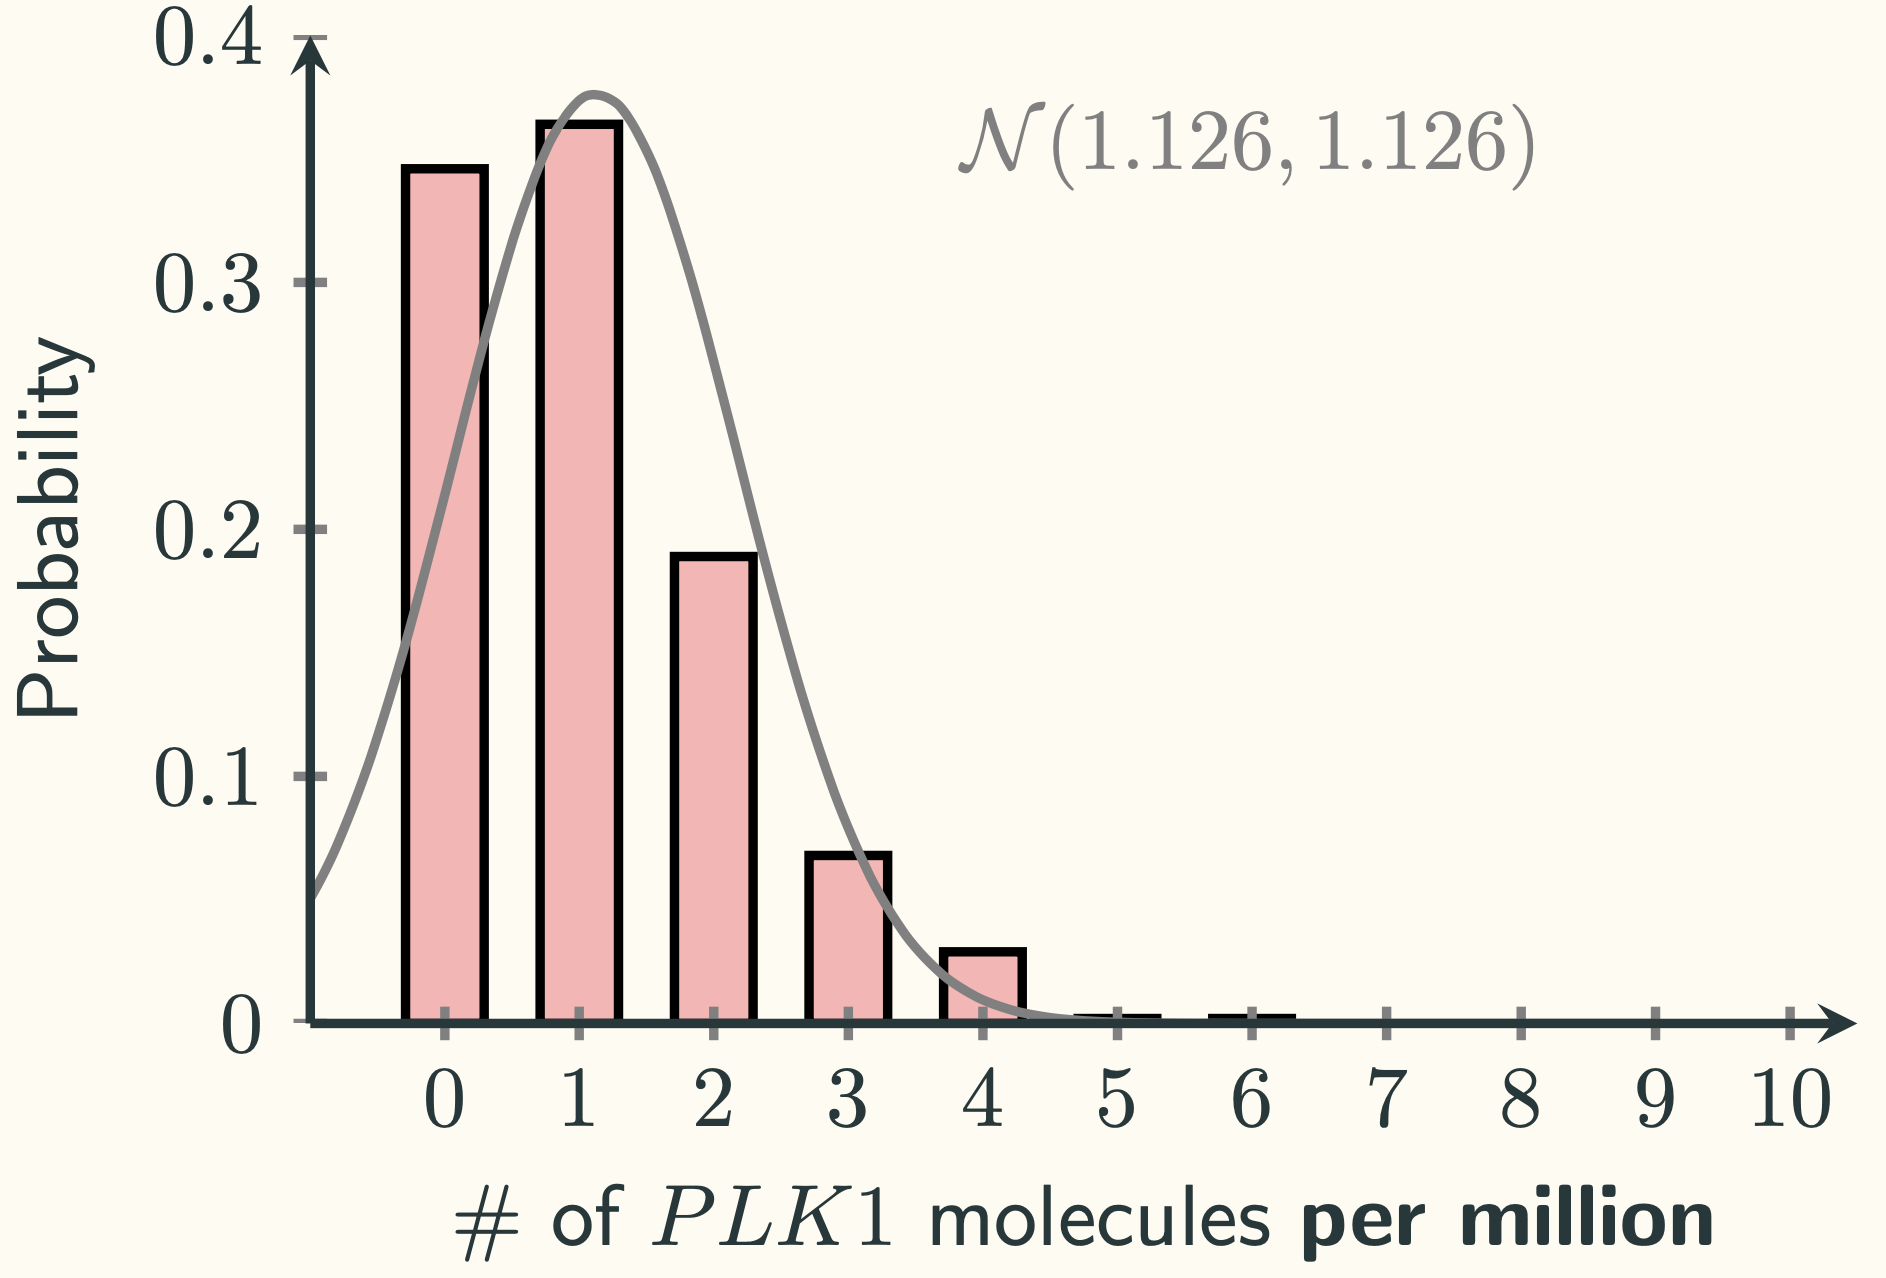 0.4
𝒩(1.126, 1.126)
0.3
Probability
0.2
0.1
0
0 1 2 3 4 5 6 7 8 9 10
# of PLK1 molecules per million